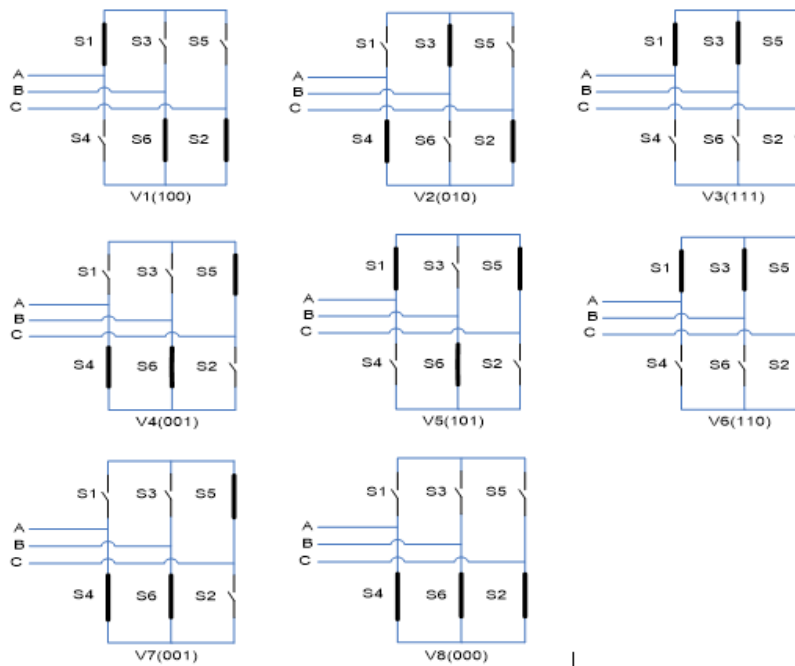 S1 S3 S5 S1 S3 S5 S1 S3 S5
A A A
B B B
C C C
S4 S6 S2 S4 S6 S2 S4 S6 S2
V1(100) V2(010) V3(111)
S1 S3 S5 S1 S3 S5 S1 S3 S5
A A A
B B B
C C C
S4 S6 S2 S4 S6 S2 S4 S6 S2
V4(001) V5(101) V6(110)
S1 S3 S5 S1 S3 S5
A A
B B
C C
S4 S6 S2 S4 S6 S2
V7(001) V8(000)